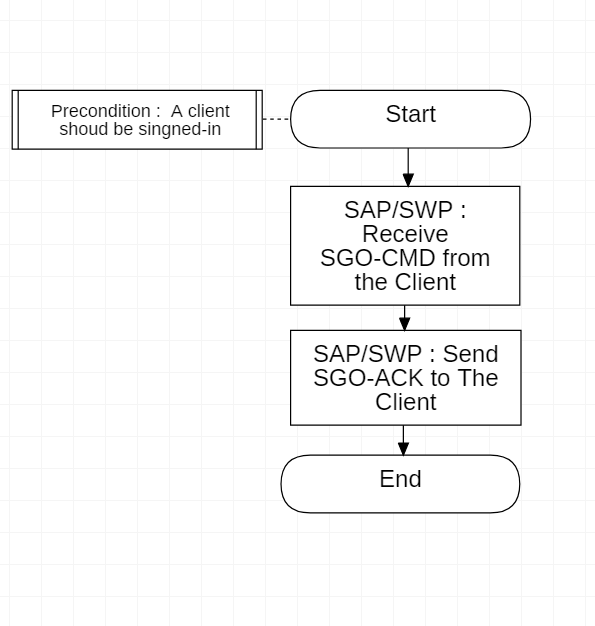 Precondition :  A client
shoud be singned-in
Start
SAP/SWP :
Receive
SGO-CMD from
the Client
SAP/SWP : Send
SGO-ACK to The
Client
End